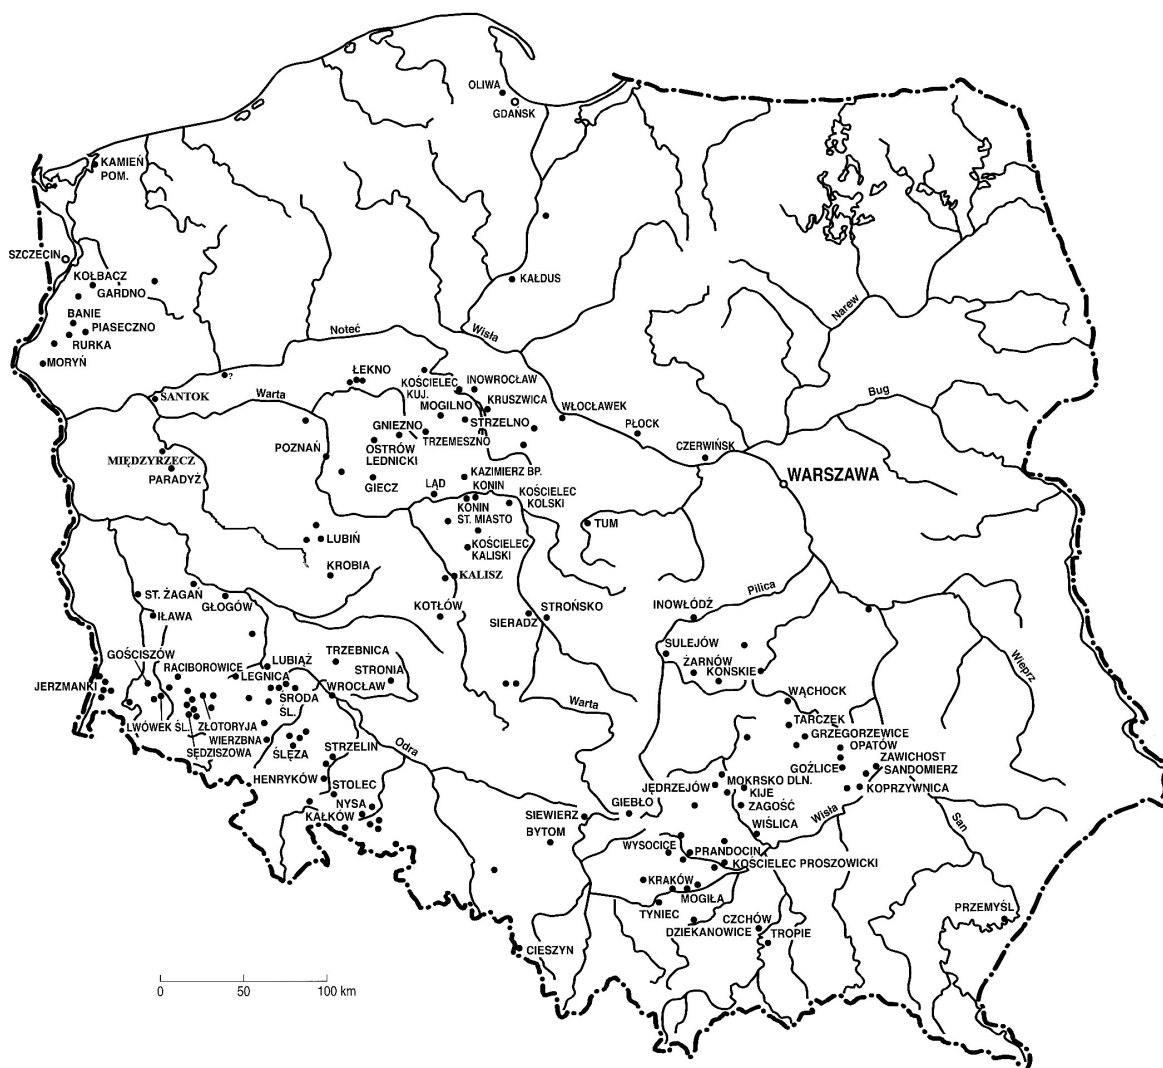 OLIWA
GDAŃSK
KAMIEŃ
POM.
SZCZECIN
KOŁBACZ
GARDNO
BANIE
PIASECZNO
RURKA
MORYŃ
KAŁDUS
Noteć
Wisła
Narew
Bug
?
SANTOK
Warta
ŁEKNO
KOŚCIELEC
KUJ.
INOWROCŁAW
KRUSZWICA
MOGILNO
STRZELNO
WŁOCŁAWEK
PŁOCK
CZERWIŃSK
GNIEZNO
TRZEMESZNO
POZNAŃ
OSTRÓW
LEDNICKI
MIĘDZYRZECZ
PARADYŻ
GIECZ
LĄD
KAZIMIERZ BP.
KONIN
KONIN
ST. MIASTO
KOŚCIELEC
KOLSKI
WARSZAWA
TUM
LUBIŃ
KOŚCIELEC
KALISKI
KROBIA
KALISZ
ST. ŻAGAŃ
GŁOGÓW
IŁAWA
KOTŁÓW
SIERADZ
STROŃSKO
INOWŁÓDŹ
Pilica
Wieprz
GOŚCISZÓW
RACIBOROWICE
LUBIĄŻ
TRZEBNICA
STRONIA
SULEJÓW
ŻARNÓW
KOŃSKIE
JERZMANKI
LEGNICA
WROCŁAW
ŚRODA
ŚL.
Warta
WĄCHOCK
LWÓWEK ŚL.
ZŁOTORYJA
WIERZBNA
SĘDZISZOWA
ŚLĘŻA
STRZELIN
Odra
TARCZEK
GRZEGORZEWICE
OPATÓW
ZAWICHOST
SANDOMIERZ
GOŹLICE
KOPRZYWNICA
HENRYKÓW
STOLEC
NYSA
KAŁKÓW
JĘDRZEJÓW
MOKRSKO DLN.
KIJE
ZAGOŚĆ
WIŚLICA
Wisła
San
GIEBŁO
SIEWIERZ
BYTOM
WYSOCICE
PRANDOCIN
KOŚCIELEC PROSZOWICKI
KRAKÓW
MOGIŁA
TYNIEC
DZIEKANOWICE
CZCHÓW
TROPIE
PRZEMYŚL
CIESZYN
0 50 100 km